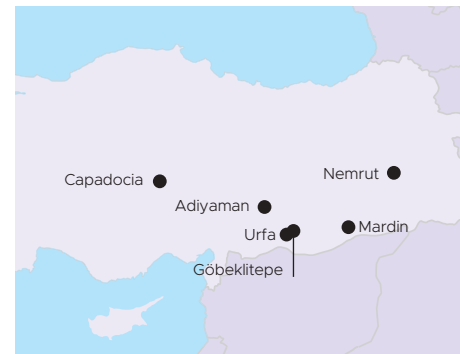 Nemrut
Capadocia
Adiyaman
Mardin
Urfa
Göbeklitepe